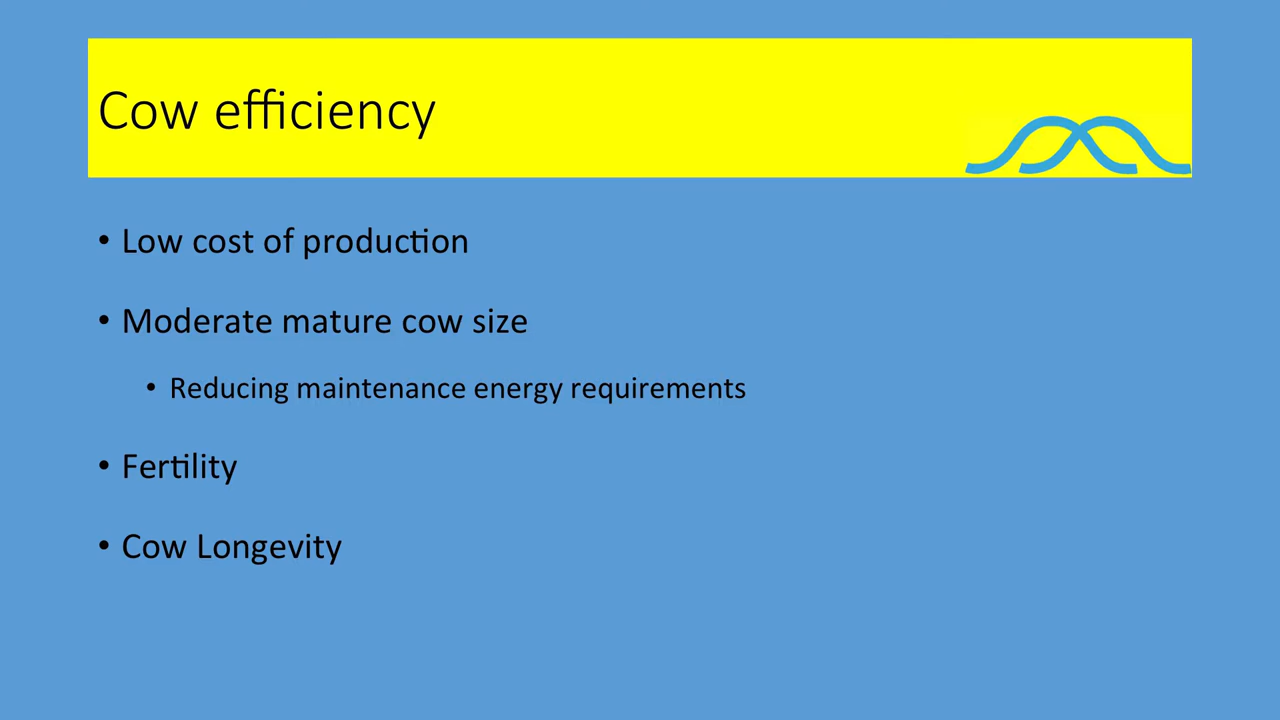 Cow efficiency
• Low cost of production
• Moderate mature cow size
• Reducing maintenance energy requirements
• Fertility
• Cow Longevity